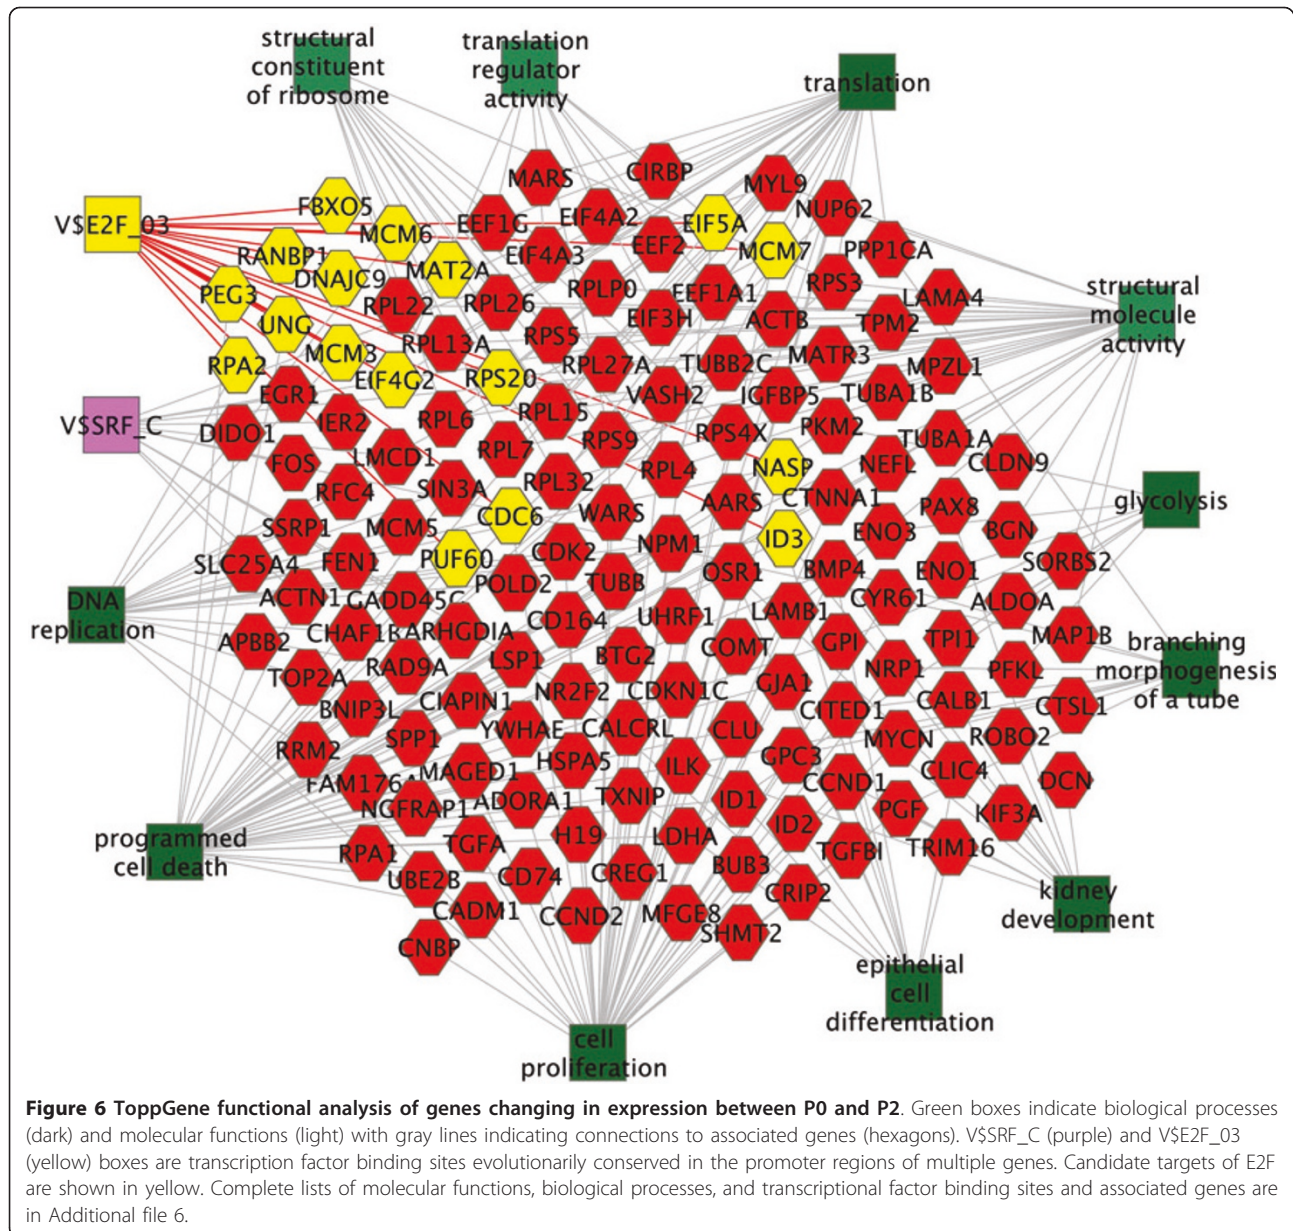 structural
constituent
of ribosome
translation
regulator
activity
translation
MARS
CIRBP
MYL9
FBXO5
V$E2F_03
MCM6
EEF1G
EIF4A2
EIF5A
NUP62
RANBP1
DNAJC9
MAT2A
EIF4A3
EEF2
MCM7
PPP1CA
PEG3
RPL22
RPL26
RPLP0
EEF1A1
RPS3
LAMA4
structural
molecule
activity
UNG
RPL13A
RPS5
EIF3H
ACTB
TPM2
RPA2
MCM3
EIF4G2
RPS20
RPL27A
TUBB2C
MATR3
MPZL1
EGR1
IER2
RPL6
RPL15
VASH2
IGFBP5
TUBA1B
V$SRF_C
DIDO1
FOS
LMCD1
RPL7
RPS9
RPS4X
PKM2
TUBA1A
CLDN9
RFC4
SIN3A
RPL32
RPL4
NASP
NEFL
glycolysis
SSRP1
MCM5
CDC6
WARS
AARS
CTNNA1
PAX8
BGN
SLC25A4
FEN1
PUF60
CDK2
NPM1
ID3
ENO3
SORBS2
DNA
replication
ACTN1
GADD45G
POLD2
TUBB
OSR1
BMP4
ENO1
ALDOA
APBB2
CHAF1B
ARHGDIA
CD164
UHRF1
LAMB1
CYR61
TPI1
MAP1B
branching
morphogenesis
of a tube
TOP2A
RAD9A
LSP1
BTG2
COMT
GPI
NRP1
PFKL
BNIP3L
CIAPIN1
NR2F2
CDKN1C
GJA1
CITED1
CALB1
CTSL1
RRM2
SPP1
YWHAE
CALCRL
CLU
MYCN
ROBO2
FAM176A
MAGED1
HSPA5
ILK
GPC3
CCND1
CLIC4
DCN
programmed
cell death
NGFRAP1
ADORA1
TXNIP
ID1
PGF
KIF3A
RPA1
TGFA
H19
LDHA
ID2
TGFBI
TRIM16
UBE2B
CD74
CREG1
BUB3
CRIP2
kidney
development
CADM1
CCND2
MFGE8
SHMT2
CNBP
epithelial
cell
differentiation
cell
proliferation
Figure 6 ToppGene functional analysis of genes changing in expression between P0 and P2. Green boxes indicate biological processes
(dark) and molecular functions (light) with gray lines indicating connections to associated genes (hexagons). V$SRF_C (purple) and V$E2F_03
(yellow) boxes are transcription factor binding sites evolutionarily conserved in the promoter regions of multiple genes. Candidate targets of E2F
are shown in yellow. Complete lists of molecular functions, biological processes, and transcriptional factor binding sites and associated genes are
in Additional file 6.